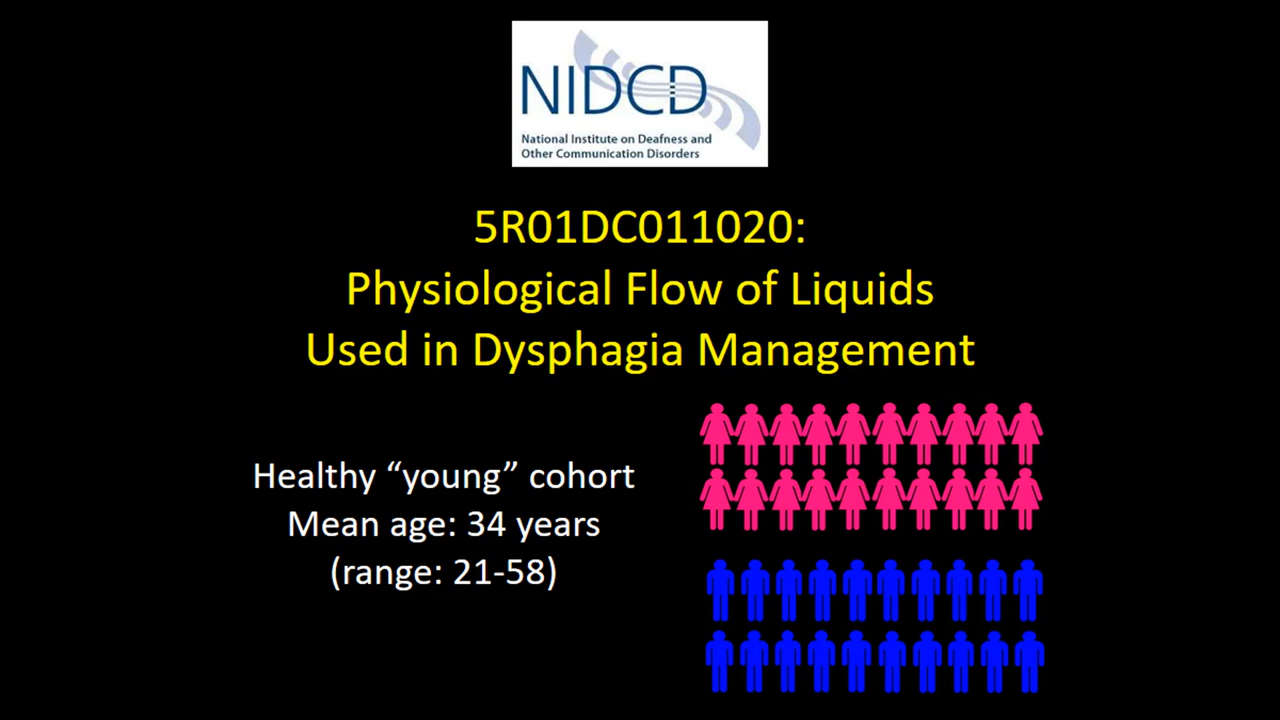 NIDCD
National Institute on Deafness and
Other Communication Disorders
5R01DC011020:
Physiological Flow of Liquids
Used in Dysphagia Management
Healthy “young” cohort
Mean age: 34 years
(range: 21-58)